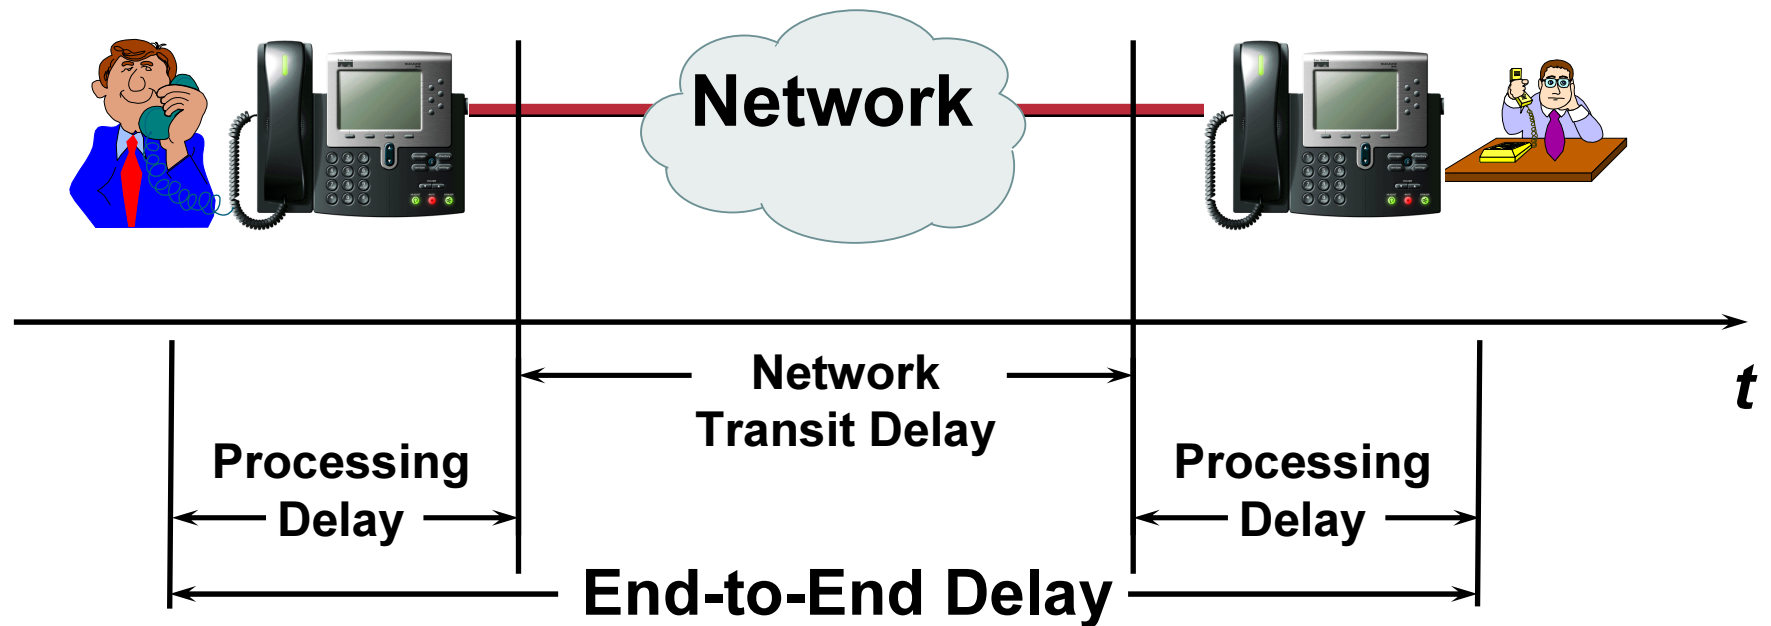 Network
Network
Transit Delay
t
Processing
Delay
Processing
Delay
End-to-End Delay